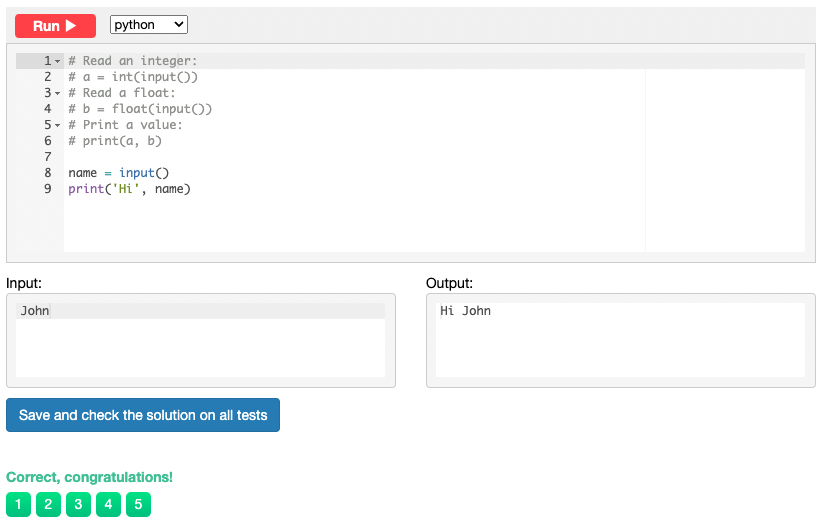 Run python
1 # Read an integer:
2 # a = int(input())
3 # Read a float:
4 # b = float(input())
5 # Print a value:
6 # print(a, b)
7
8 name = input()
9 print('Hi', name)
Input: Output:
John Hi John
Save and check the solution on all tests
Correct, congratulations!
1 2 3 4 5